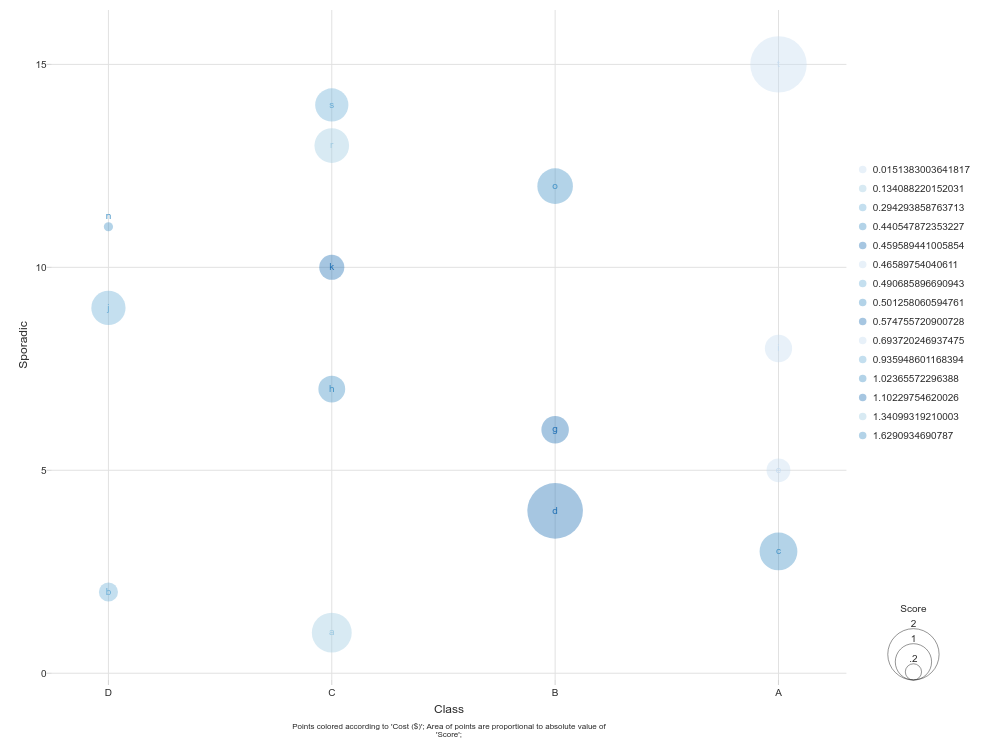 15
10
5
0
Sporadic
s
r
o
n
k
j
h
g
d
c
b
a
D
C
B
A
Class
Points colored according to 'Cost ($)'; Area of points are proportional to absolute value of
'Score';
0.0151383003641817
0.134088220152031
0.294293858763713
0.440547872353227
0.459589441005854
0.46589754040611
0.490685896690943
0.501258060594761
0.574755720900728
0.693720246937475
0.935948601168394
1.02365572296388
1.10229754620026
1.34099319210003
1.6290934690787
Score
2
1
.2